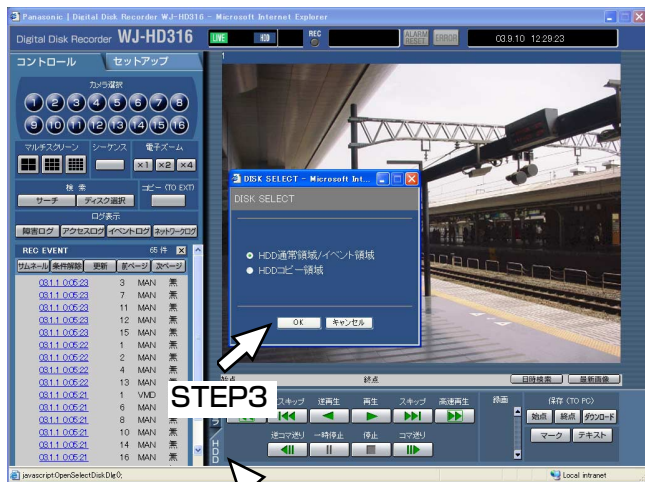 Panasonic | Digital Disk Recorder WJ-HD316 - Microsoft Internet Explorer
Digital Disk Recorder WJ-HD316
LIVE HDD REC ALARM RESET ERROR 03.9.10 12:29:23
コントロール セットアップ
1
カメラ選択
1 2 3 4 5 6 7 8
9 10 11 12 13 14 15 16
マルチスクリーン シーケンス 電子ズーム
×1 ×2 ×4
検索 コピー (TO EXT)
サーチ ディスク選択
ログ表示
障害ログ アクセスログ イベントログ ネットワークログ
REC EVENT 65 件 X
サムネール 条件解除 更新 前ページ 次ページ
03.1.1 0:05:23 3 MAN 無
03.1.1 0:05:23 7 MAN 無
03.1.1 0:05:23 11 MAN 無
03.1.1 0:05:23 12 MAN 無
03.1.1 0:05:23 15 MAN 無
03.1.1 0:05:22 1 MAN 無
03.1.1 0:05:22 2 MAN 無
03.1.1 0:05:22 4 MAN 無
03.1.1 0:05:22 13 MAN 無
03.1.1 0:05:21 1 VMD 無
03.1.1 0:05:21 6 MAN 無
03.1.1 0:05:21 8 MAN 無
03.1.1 0:05:21 10 MAN 無
03.1.1 0:05:21 14 MAN 無
03.1.1 0:05:21 16 MAN 無
DISK SELECT - Microsoft Int...
DISK SELECT
HDD通常領域/イベント領域
HDDコピー領域
OK キャンセル
STEP3
終点 日時検索 最新画像
スキップ 逆再生 再生 スキップ 高速再生 録画 保存 (TO PC)
始点 終点 ダウンロード
逆コマ送り 一時停止 停止 コマ送り
マーク テキスト
HDD
javascript:OpenSelectDiskDlg(); Local intranet